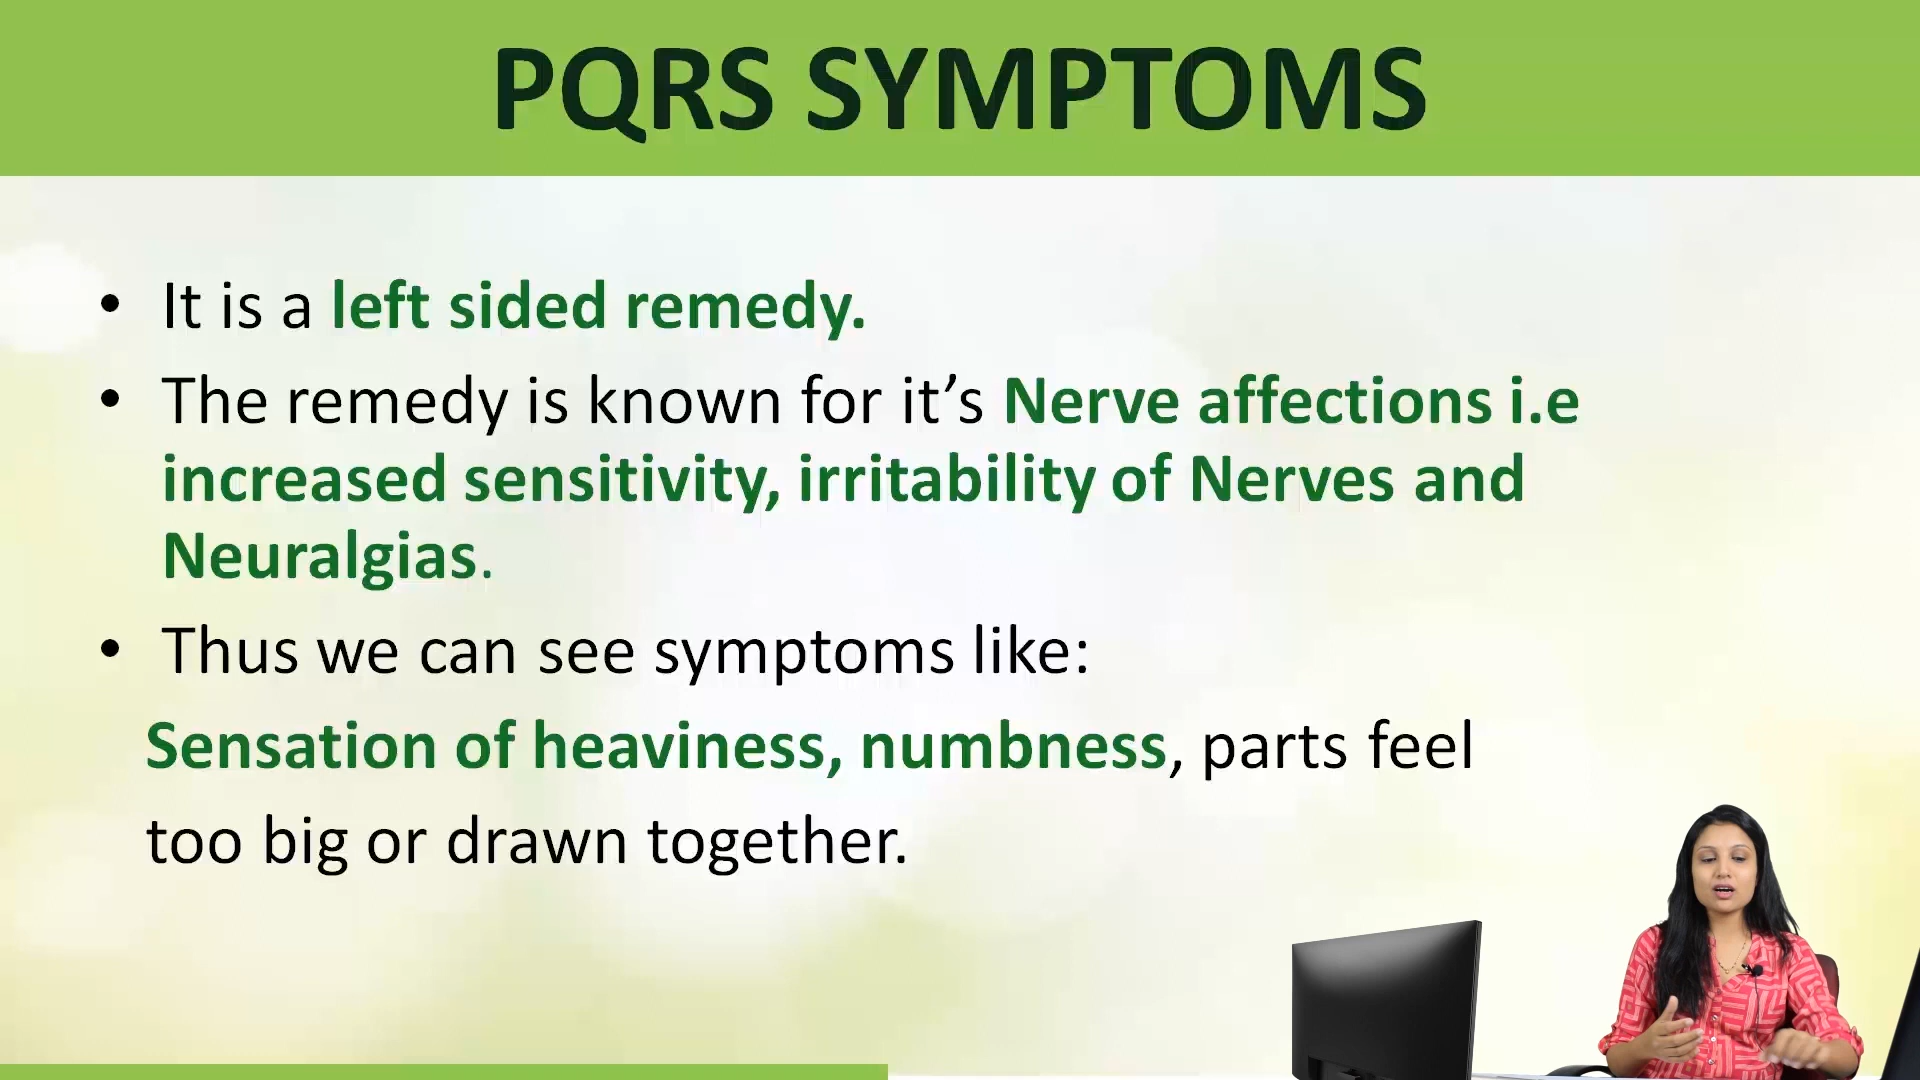 PQRS SYMPTOMS
• It is a left sided remedy.
• The remedy is known for it’s Nerve affections i.e
increased sensitivity, irritability of Nerves and
Neuralgias.
• Thus we can see symptoms like:
Sensation of heaviness, numbness, parts feel
too big or drawn together.